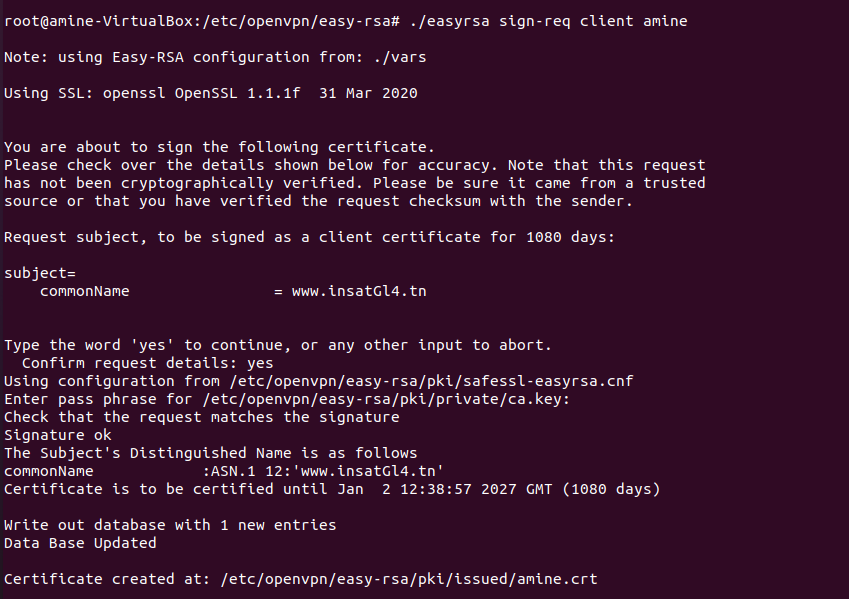 root@amine-VirtualBox:/etc/openvpn/easy-rsa# ./easyrsa sign-req client amine
Note: using Easy-RSA configuration from: ./vars
Using SSL: openssl OpenSSL 1.1.1f  31 Mar 2020
You are about to sign the following certificate.
Please check over the details shown below for accuracy. Note that this request
has not been cryptographically verified. Please be sure it came from a trusted
source or that you have verified the request checksum with the sender.
Request subject, to be signed as a client certificate for 1080 days:
subject=
    commonName                = www.insatGl4.tn
Type the word 'yes' to continue, or any other input to abort.
  Confirm request details: yes
Using configuration from /etc/openvpn/easy-rsa/pki/safessl-easyrsa.cnf
Enter pass phrase for /etc/openvpn/easy-rsa/pki/private/ca.key:
Check that the request matches the signature
Signature ok
The Subject's Distinguished Name is as follows
commonName            :ASN.1 12:'www.insatGl4.tn'
Certificate is to be certified until Jan  2 12:38:57 2027 GMT (1080 days)
Write out database with 1 new entries
Data Base Updated
Certificate created at: /etc/openvpn/easy-rsa/pki/issued/amine.crt